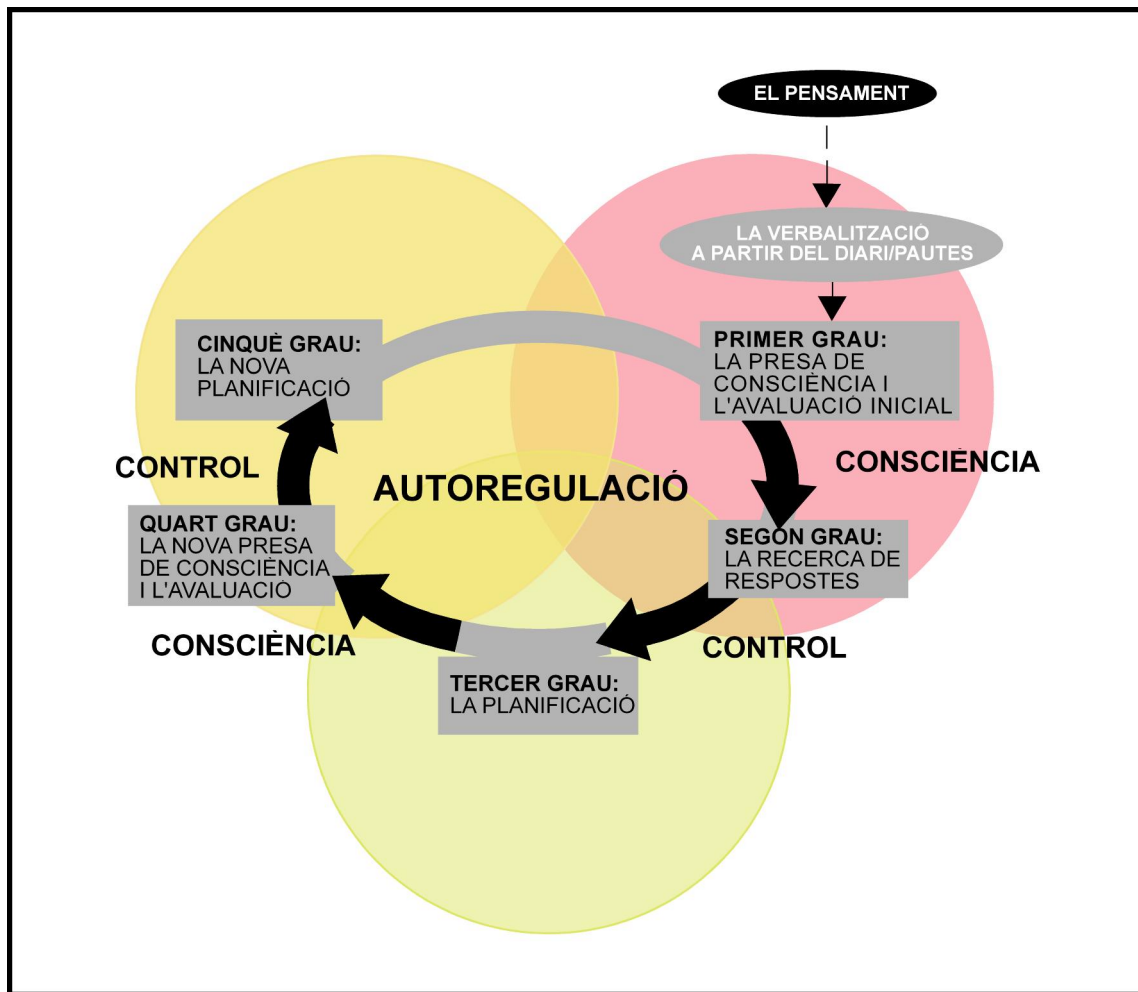 EL PENSAMENT
LA VERBALITZACIÓ
A PARTIR DEL DIARI/PAUTES
PRIMER GRAU:
LA PRESA DE
CONSCIÈNCIA I
L'AVALUACIÓ INICIAL
CONSCIÈNCIA
SEGON GRAU:
LA RECERCA DE
RESPOSTES
CONTROL
TERCER GRAU:
LA PLANIFICACIÓ
CONSCIÈNCIA
QUART GRAU:
LA NOVA PRESA
DE CONSCIÈNCIA
I L'AVALUACIÓ
CONTROL
CINQUÈ GRAU:
LA NOVA
PLANIFICACIÓ
AUTOREGULACIÓ